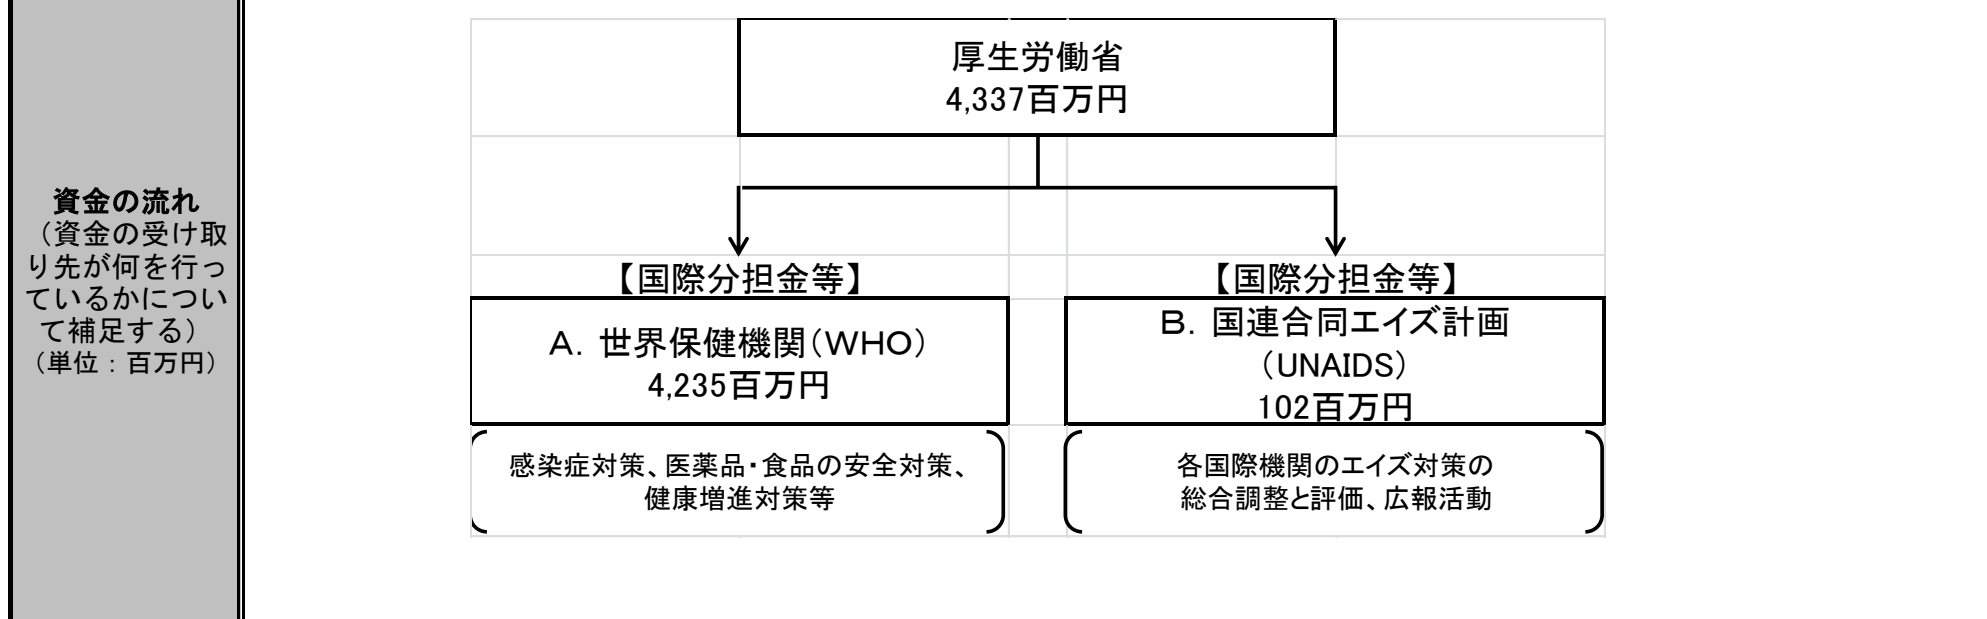 資金の流れ
（資金の受け取
り先が何を行っ
ているかについ
て補足する）
（単位：百万円）
厚生労働省
4,337百万円
【国際分担金等】
A．世界保健機関（WHO）
4,235百万円
感染症対策、医薬品・食品の安全対策、
健康増進対策等
【国際分担金等】
B．国連合同エイズ計画
（UNAIDS）
102百万円
各国際機関のエイズ対策の
総合調整と評価、広報活動